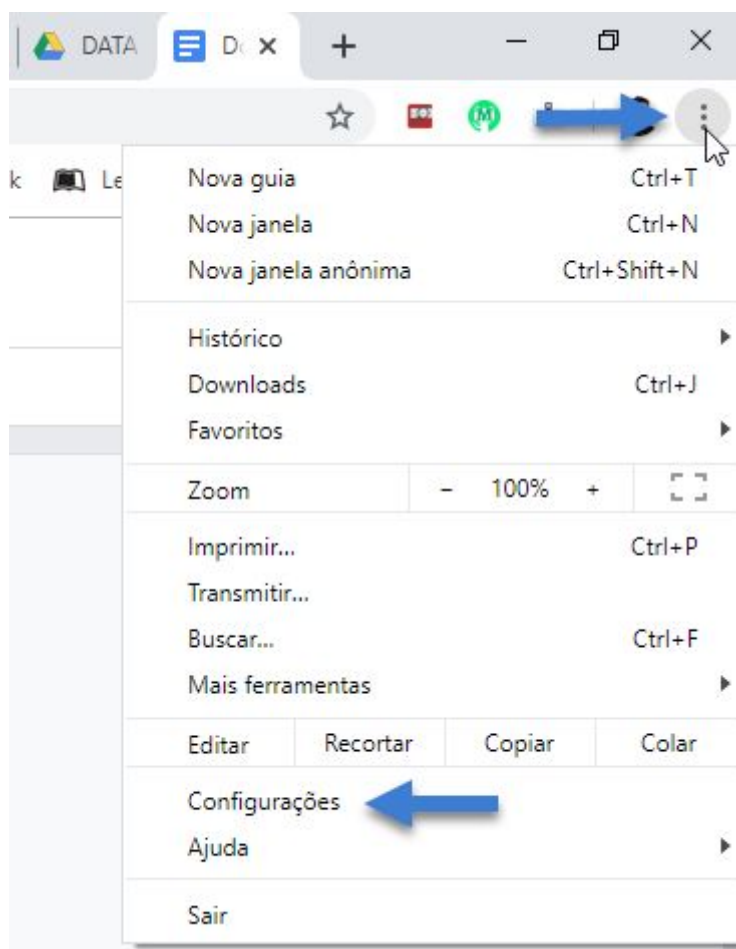 DATA
k Le
Nova guia Ctrl+T
Nova janela Ctrl+N
Nova janela anônima Ctrl+Shift+N
Histórico
Downloads Ctrl+J
Favoritos
Zoom - 100% +
Imprimir... Ctrl+P
Transmitir...
Buscar... Ctrl+F
Mais ferramentas
Editar Recortar Copiar Colar
Configurações
Ajuda
Sair